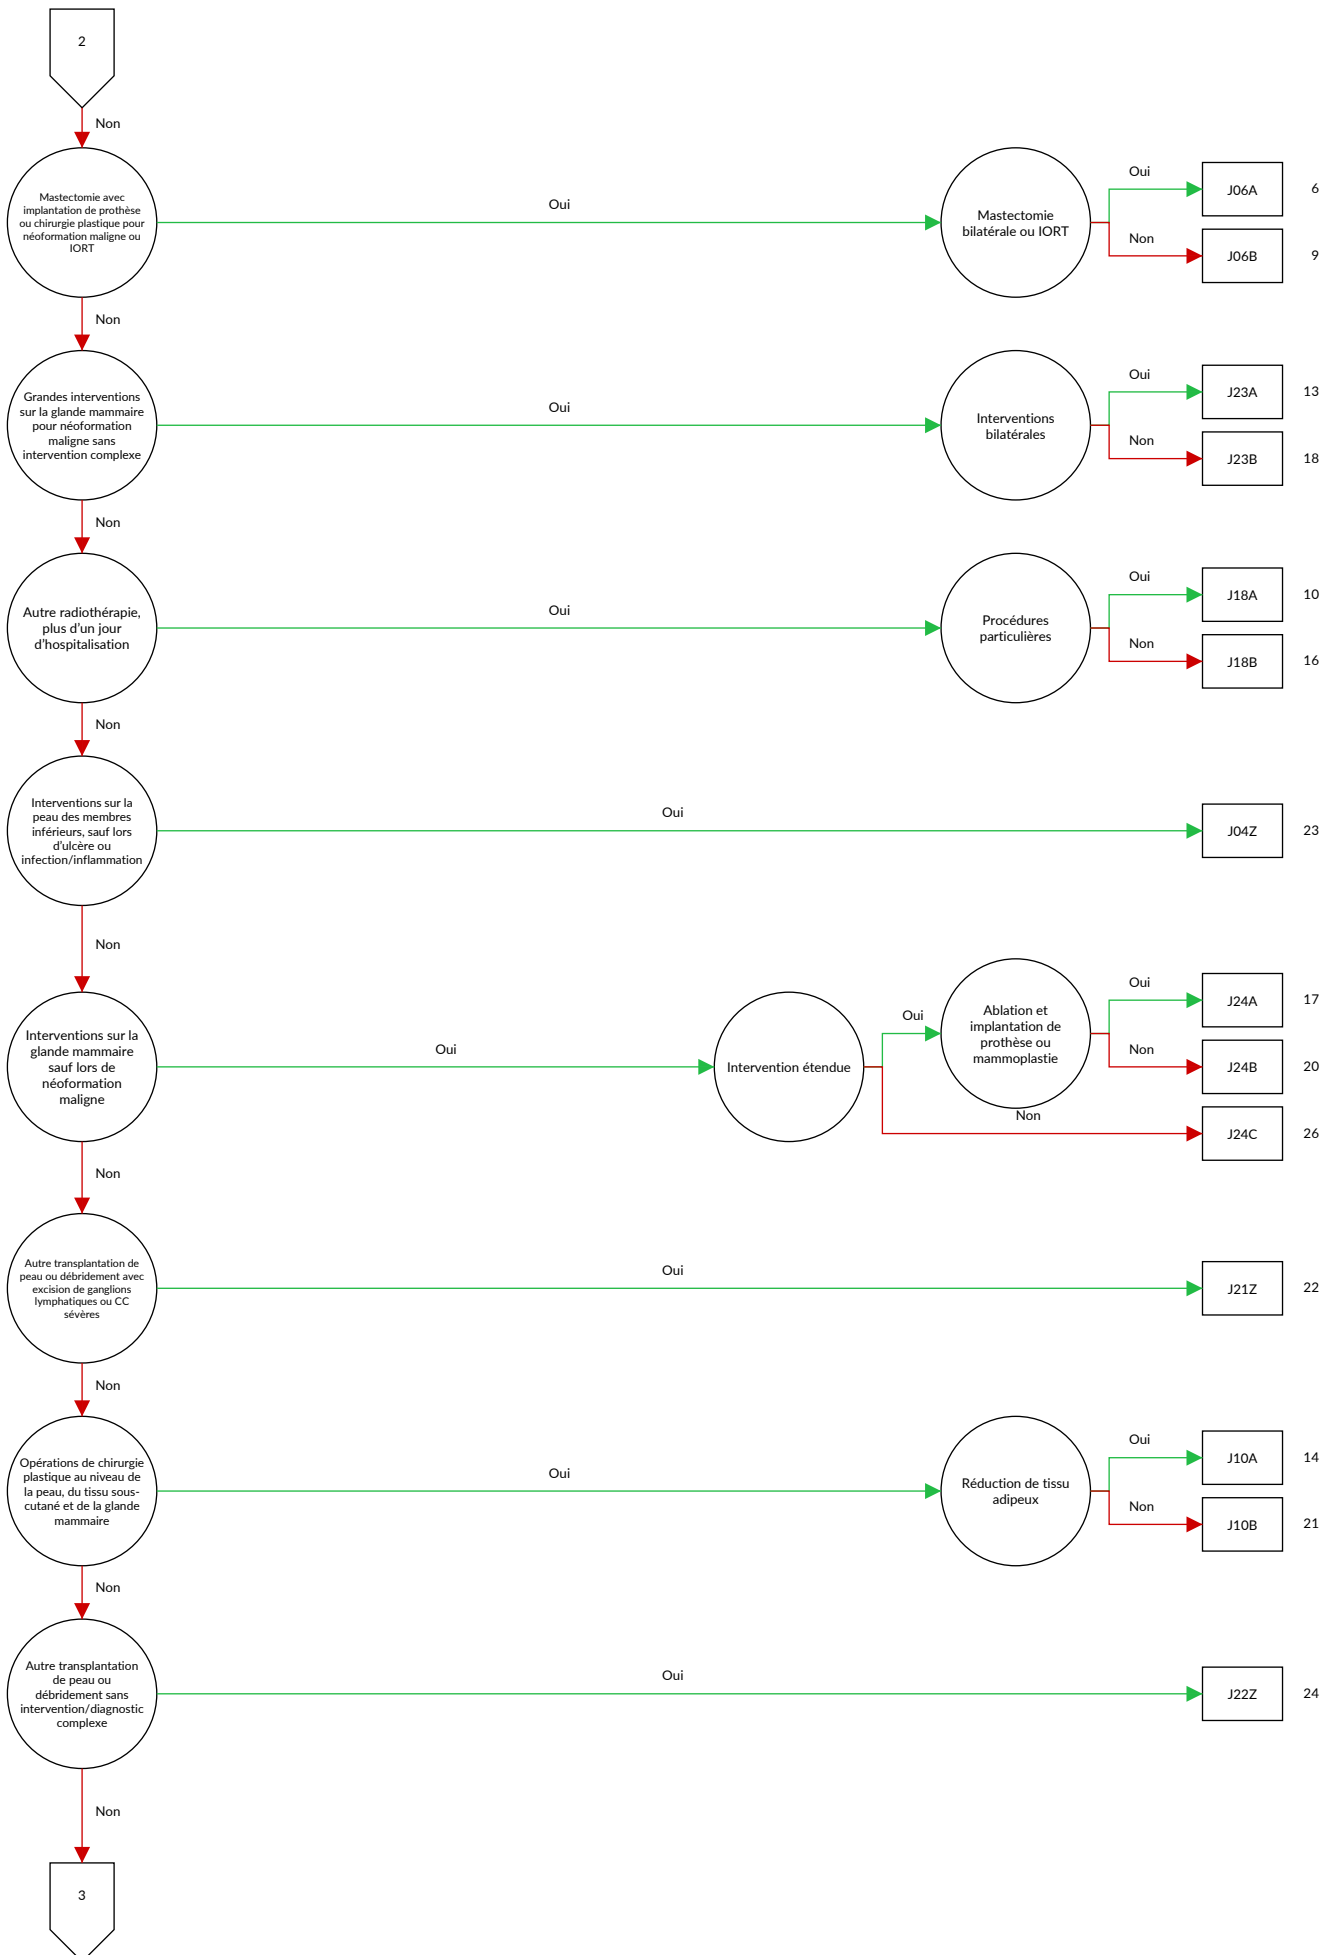 2
Non
Mastectomie avec
implantation de prothèse
ou chirurgie plastique pour
néoformation maligne ou
IORT
Oui
Mastectomie
bilatérale ou IORT
Oui
J06A
6
Non
J06B
9
Non
Grandes interventions
sur la glande mammaire
pour néoformation
maligne sans
intervention complexe
Oui
Interventions
bilatérales
Oui
J23A
13
Non
J23B
18
Non
Autre radiothérapie,
plus d'un jour
d'hospitalisation
Oui
Procédures
particulières
Oui
J18A
10
Non
J18B
16
Non
Interventions sur la
peau des membres
inférieurs, sauf lors
d'ulcère ou
infection/inflammation
Oui
J04Z
23
Non
Interventions sur la
glande mammaire
sauf lors de
néoformation
maligne
Oui
Intervention étendue
Oui
Ablation et
implantation de
prothèse ou
mammoplastie
Oui
J24A
17
Non
J24B
20
Non
J24C
26
Non
Autre transplantation de
peau ou débridement avec
excision de ganglions
lymphatiques ou CC
sévères
Oui
J21Z
22
Non
Opérations de chirurgie
plastique au niveau de
la peau, du tissu sous-
cutané et de la glande
mammaire
Oui
Réduction de tissu
adipeux
Oui
J10A
14
Non
J10B
21
Non
Autre transplantation
de peau ou
débridement sans
intervention/diagnostic
complexe
Oui
J22Z
24
Non
3